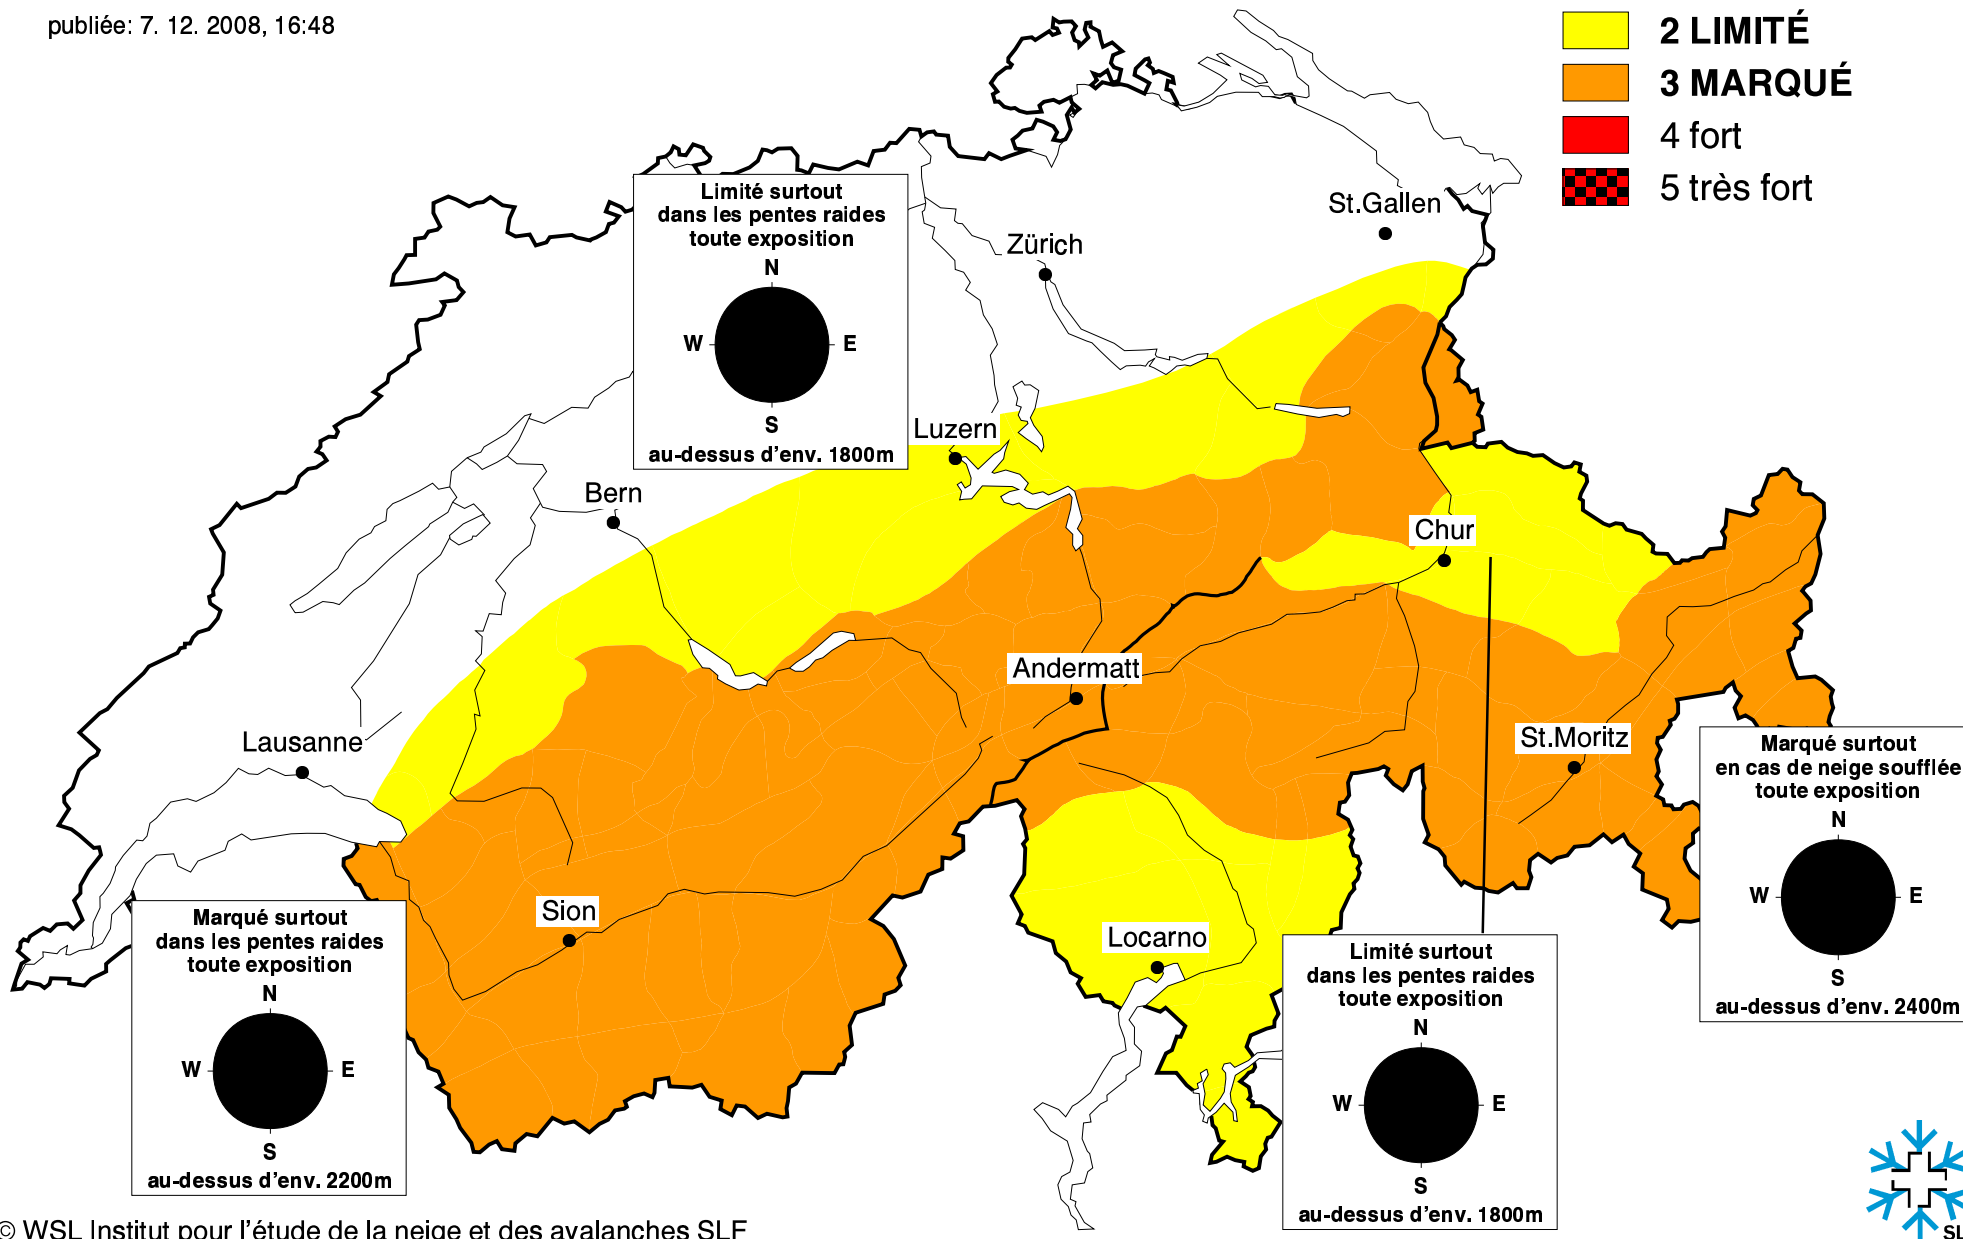 publiée: 7. 12. 2008, 16:48
2 LIMITÉ
3 MARQUÉ
4 fort
5 très fort
Limité surtout
dans les pentes raides
toute exposition
N
W E
S
au-dessus d'env. 1800m
St.Gallen
Zürich
Luzern
Bern
Chur
Andermatt
Lausanne
St.Moritz
Sion
Locarno
Marqué surtout
en cas de neige soufflée
toute exposition
N
W E
S
au-dessus d'env. 2400m
Marqué surtout
dans les pentes raides
toute exposition
N
W E
S
au-dessus d'env. 2200m
Limité surtout
dans les pentes raides
toute exposition
N
W E
S
au-dessus d'env. 1800m
© WSL Institut pour l'étude de la neige et des avalanches SLF